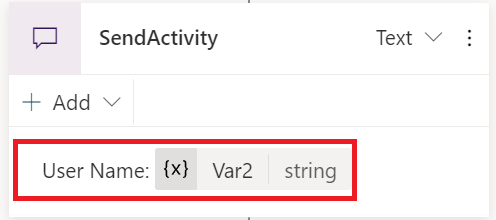 SendActivity Text
+ Add
User Name: {x} Var2 string